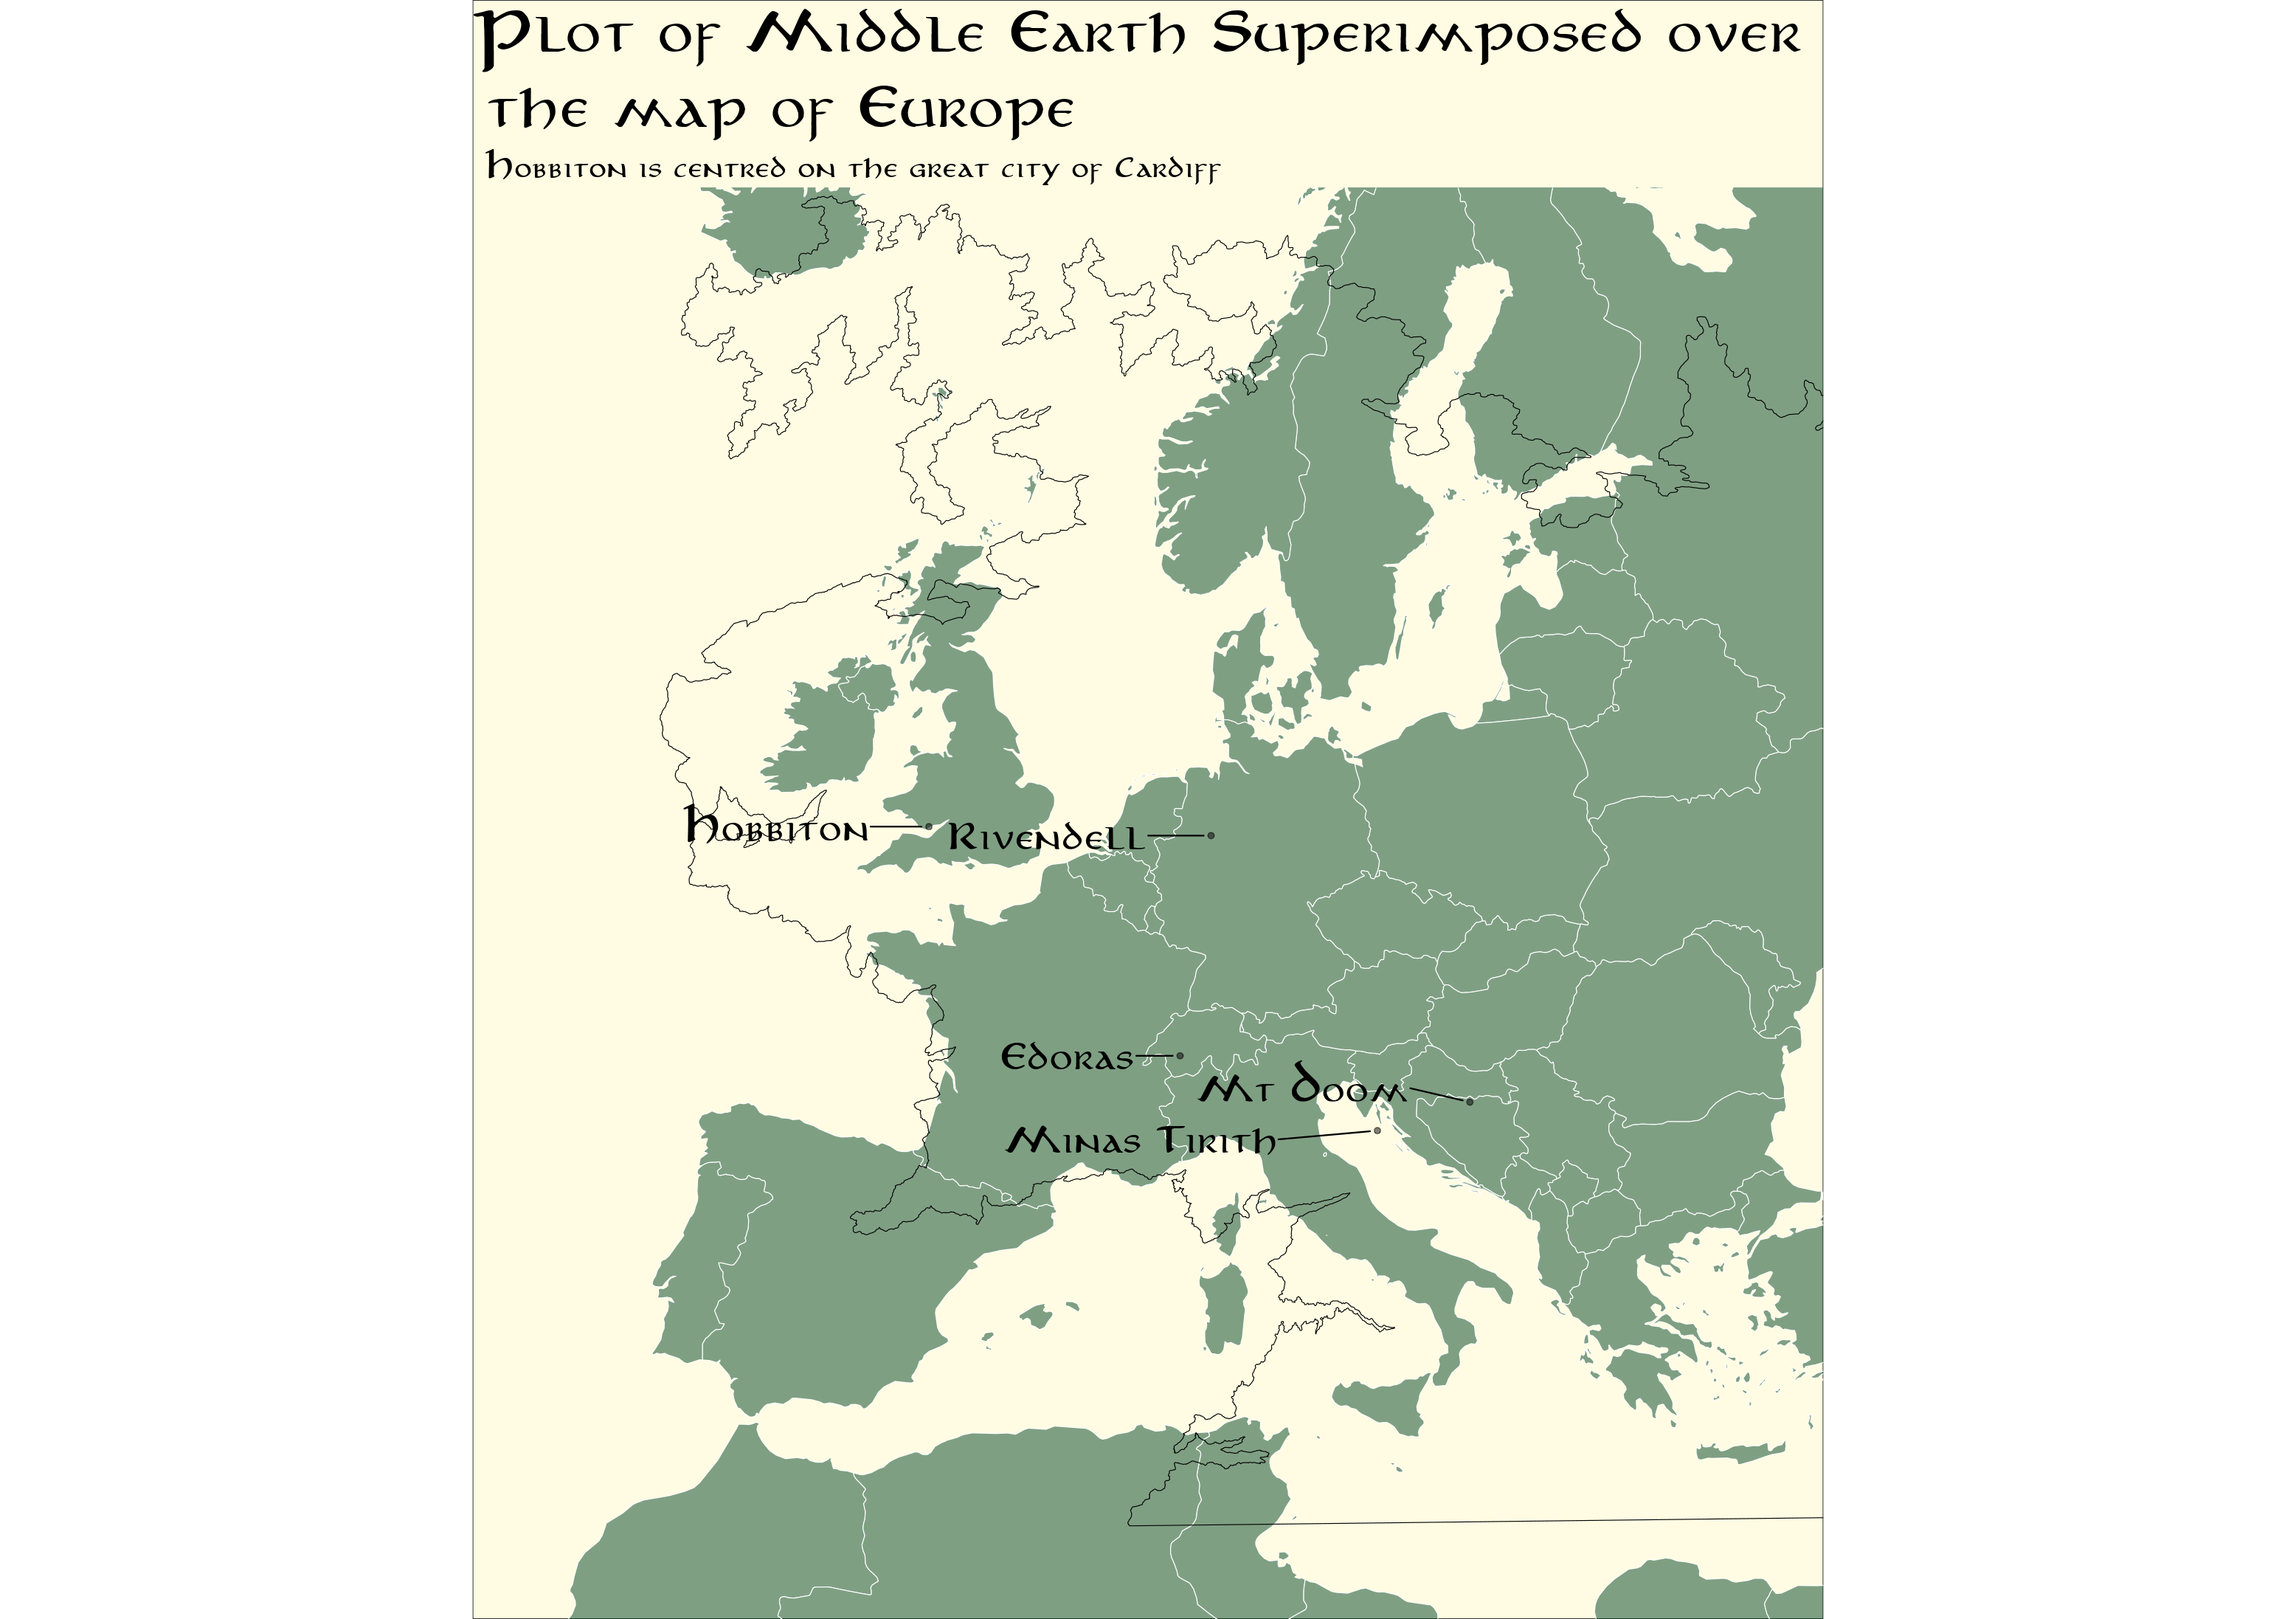 Plot of Middle Earth Superimposed over
the map of Europe
Hobbiton is centred on the great city of Cardiff
Hobbiton
Rivendell
Edoras
Mt Doom
Minas Tirith